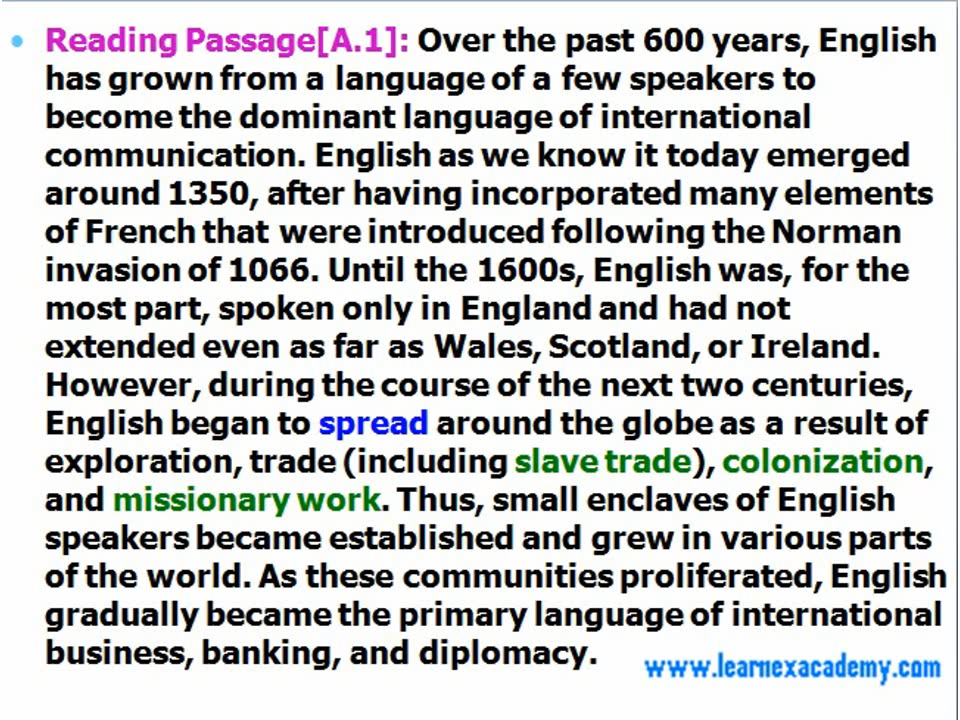 • Reading Passage[A.1]: Over the past 600 years, English
has grown from a language of a few speakers to
become the dominant language of international
communication. English as we know it today emerged
around 1350, after having incorporated many elements
of French that were introduced following the Norman
invasion of 1066. Until the 1600s, English was, for the
most part, spoken only in England and had not
extended even as far as Wales, Scotland, or Ireland.
However, during the course of the next two centuries,
English began to spread around the globe as a result of
exploration, trade (including slave trade), colonization,
and missionary work. Thus, small enclaves of English
speakers became established and grew in various parts
of the world. As these communities proliferated, English
gradually became the primary language of international
business, banking, and diplomacy.
www.learnexacademy.com